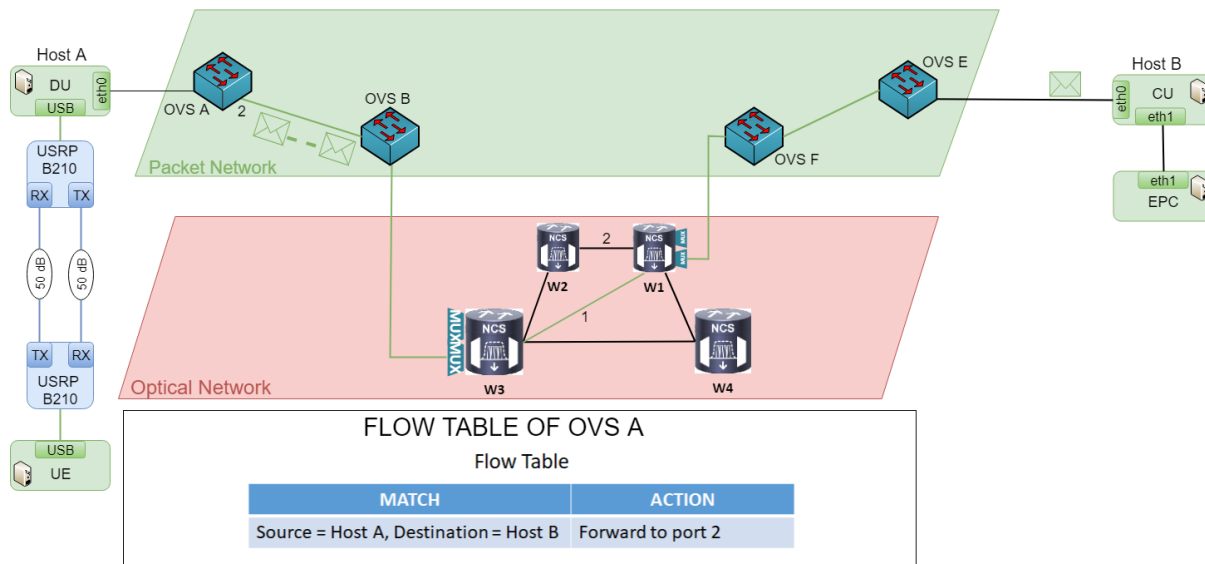 Host A
DU
eth0
USB
USRP
B210
RX
TX
50 dB
50 dB
TX
RX
USRP
B210
USB
UE
OVS A
2
OVS B
Packet Network
OVS E
OVS F
Host B
CU
eth0
eth1
eth1
EPC
NCS
W2
2
NCS
W1
MUX
MUX
1
MUX
MUX
NCS
W3
NCS
W4
Optical Network
FLOW TABLE OF OVS A
Flow Table
MATCH
ACTION
Source = Host A, Destination = Host B
Forward to port 2